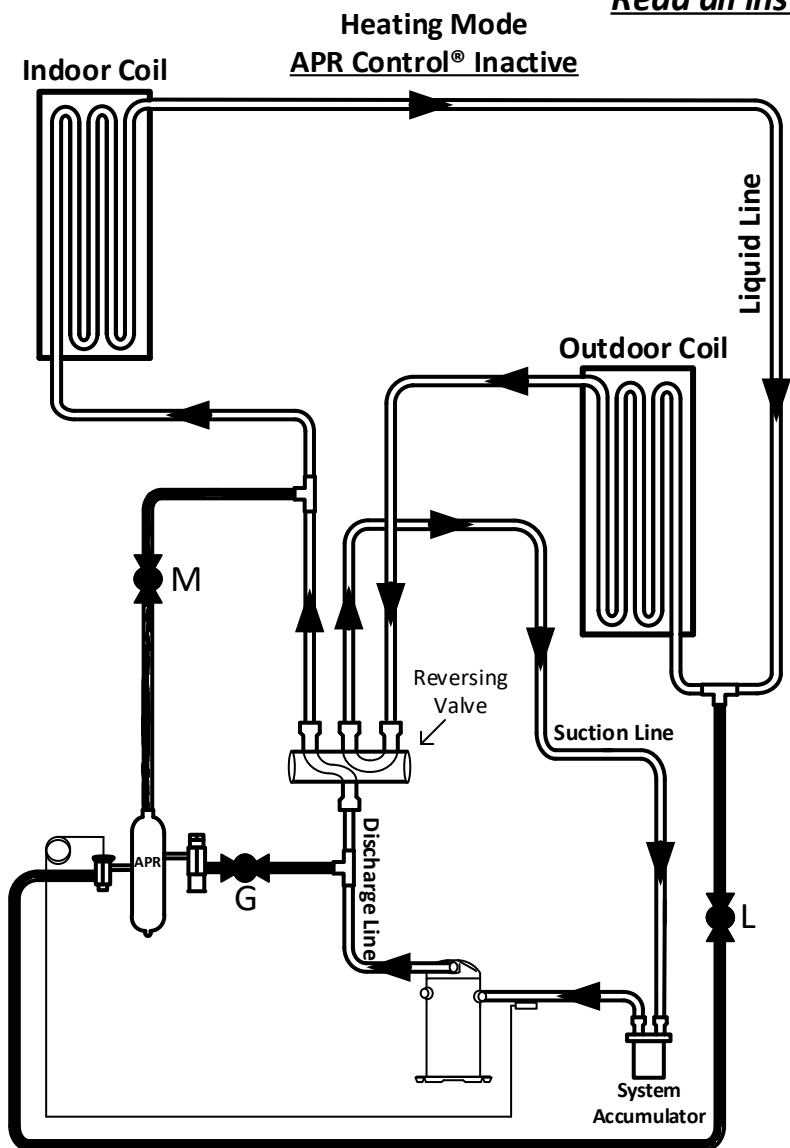 Heating Mode
APR Control® Inactive
Indoor Coil
Liquid Line
Outdoor Coil
M
Reversing
Valve
Suction Line
APR
G
Discharge Line
L
System
Accumulator